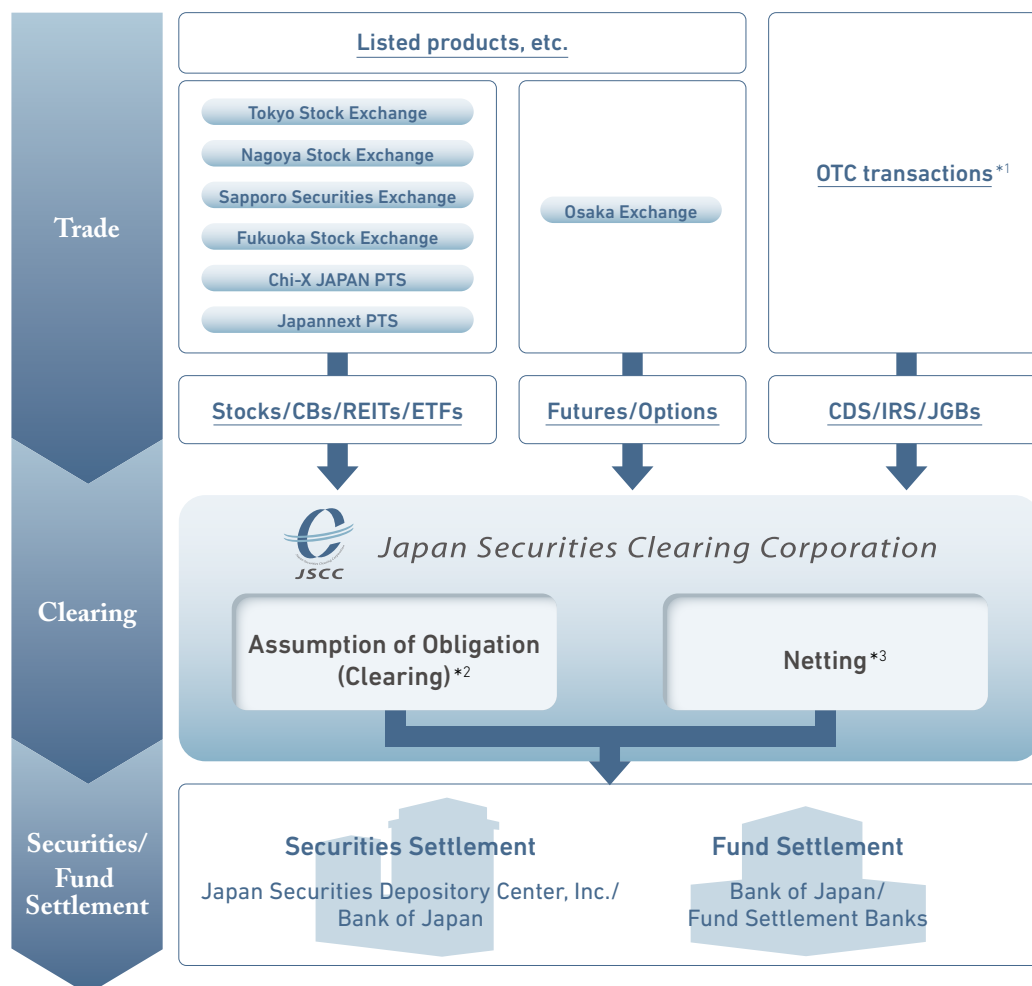 Trade
Listed products, etc.
Tokyo Stock Exchange
Nagoya Stock Exchange
Sapporo Securities Exchange
Fukuoka Stock Exchange
Chi-X JAPAN PTS
Japannext PTS
Osaka Exchange
OTC transactions *1
Stocks/CBs/REITs/ETFs
Futures/Options
CDS/IRS/JGBs
Clearing
JSCC
Japan Securities Clearing Corporation
Assumption of Obligation
(Clearing) *2
Netting *3
Securities/
Fund
Settlement
Securities Settlement
Japan Securities Depository Center, Inc./
Bank of Japan
Fund Settlement
Bank of Japan/
Fund Settlement Banks